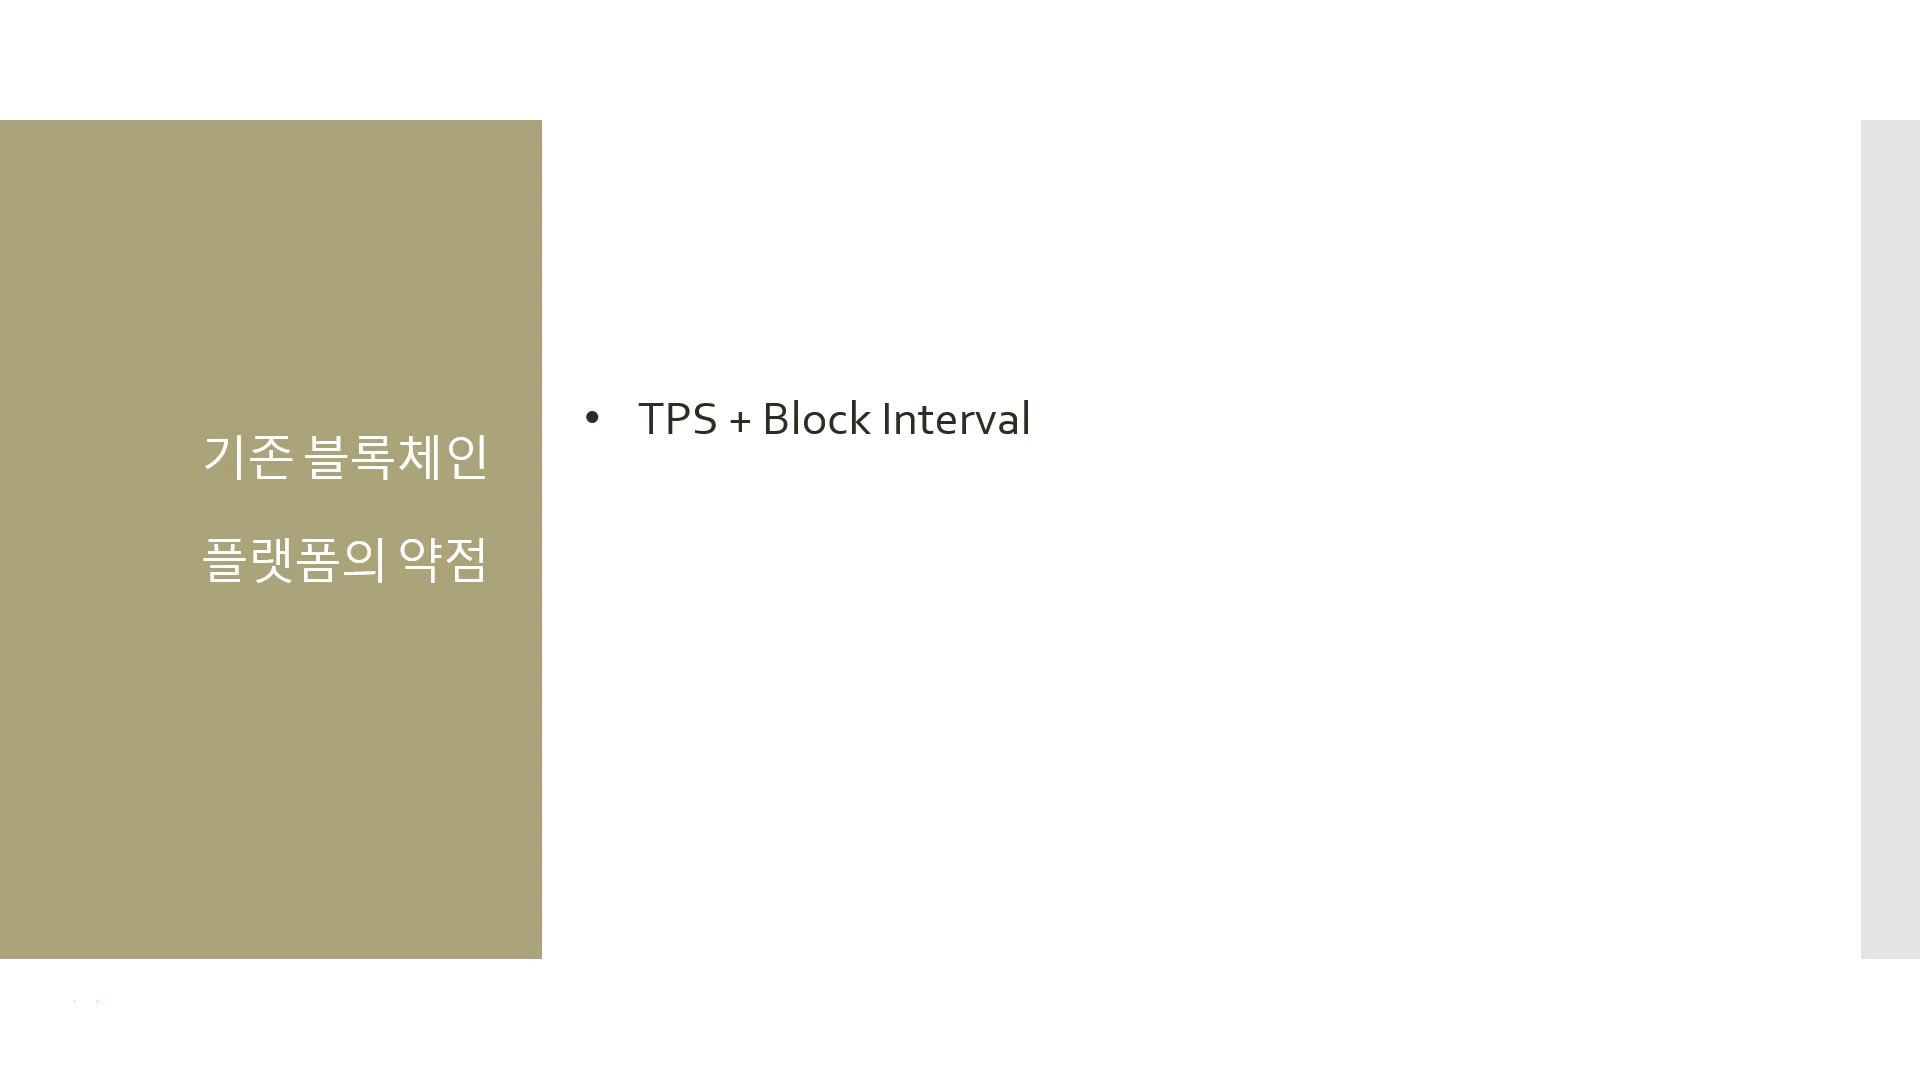 기존 블록체인
플랫폼의 약점
• TPS + Block Interval